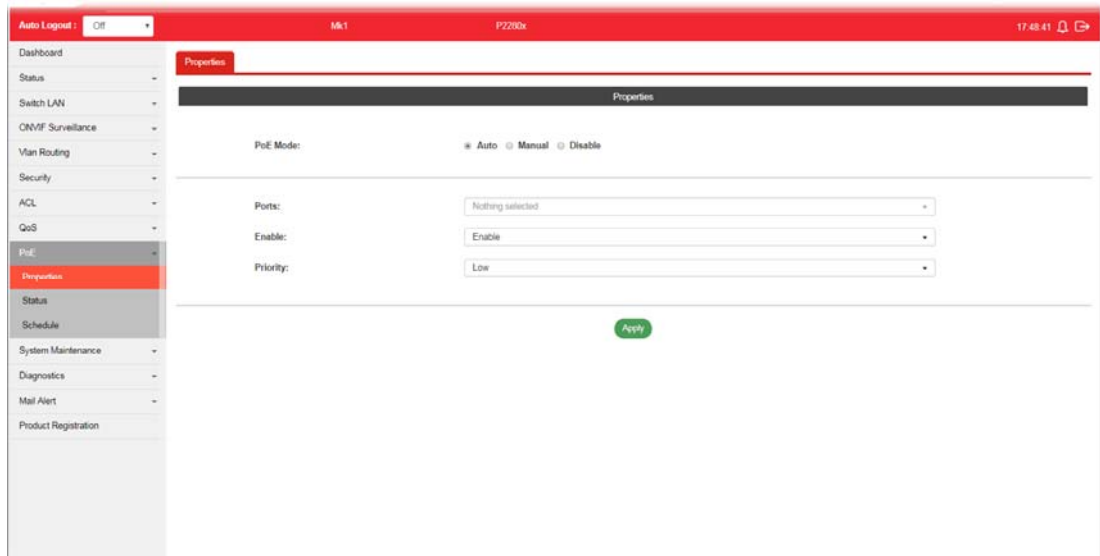 Auto Logout : Off Mk1 P2280x 17:48:41
Dashboard
Status
Switch LAN
ONVIF Surveillance
Vlan Routing
Security
ACL
QoS
PoE
Properties
Status
Schedule
System Maintenance
Diagnostics
Mail Alert
Product Registration
Properties
Properties
PoE Mode: Auto Manual Disable
Ports: Nothing selected
Enable: Enable
Priority: Low
Apply